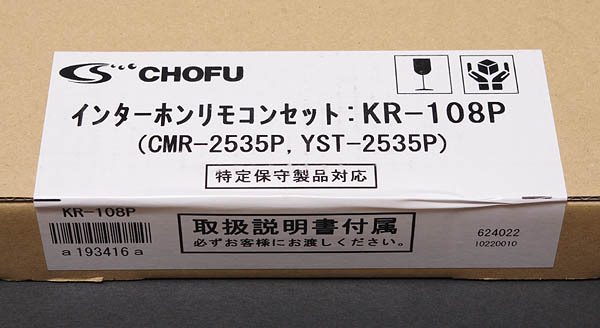 CHOFU
インターホンリモコンセット:KR-108P
(CMR-2535P, YST-2535P)
特定保守製品対応
KR-108P
a193416a
取扱説明書付属
必ずお客様にお渡しください。
624022
I0220010